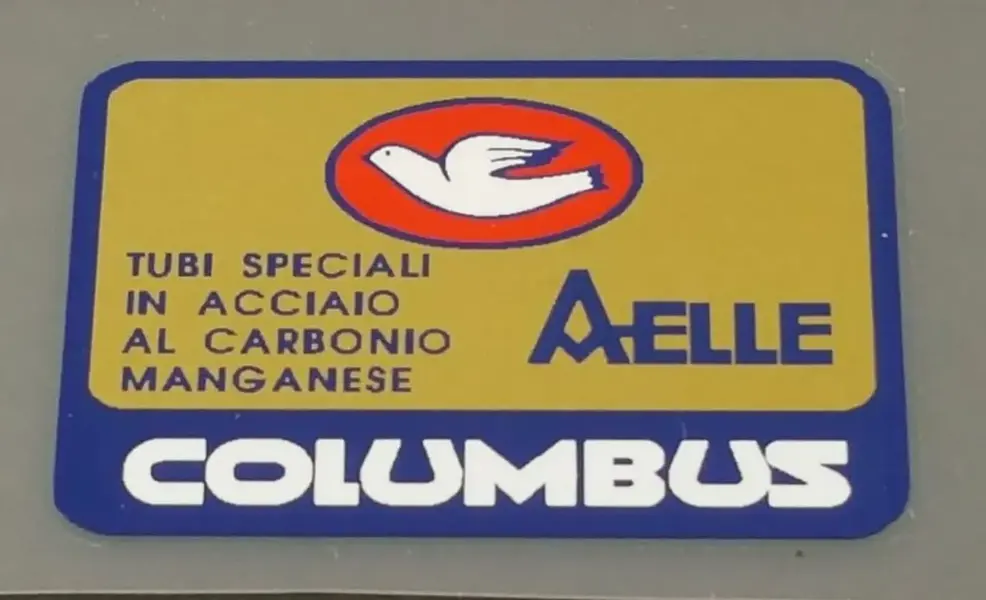 TUBI SPECIALI
IN ACCIAIO
AL CARBONIO
MANGANESE
AELLE
COLUMBUS